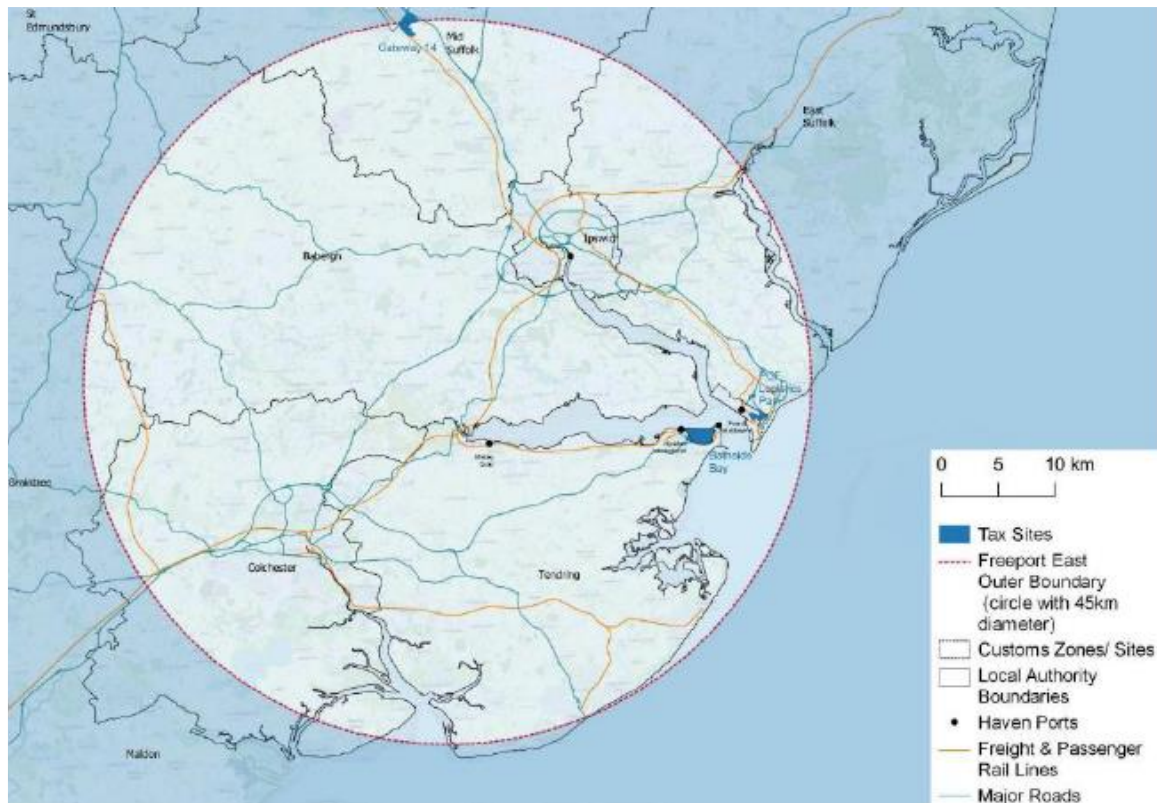 St
Edmundsbury
Gateway 14
Mid
Suffolk
East
Suffolk
Ipswich
Babergh
Port
Logistics
Park
Bathside
Bay
Braintree
Colchester
Tendring
Maldon
0 5 10 km
Tax Sites
Freeport East
Outer Boundary
(circle with 45km
diameter)
Customs Zones/ Sites
Local Authority
Boundaries
Haven Ports
Freight & Passenger
Rail Lines
Major Roads